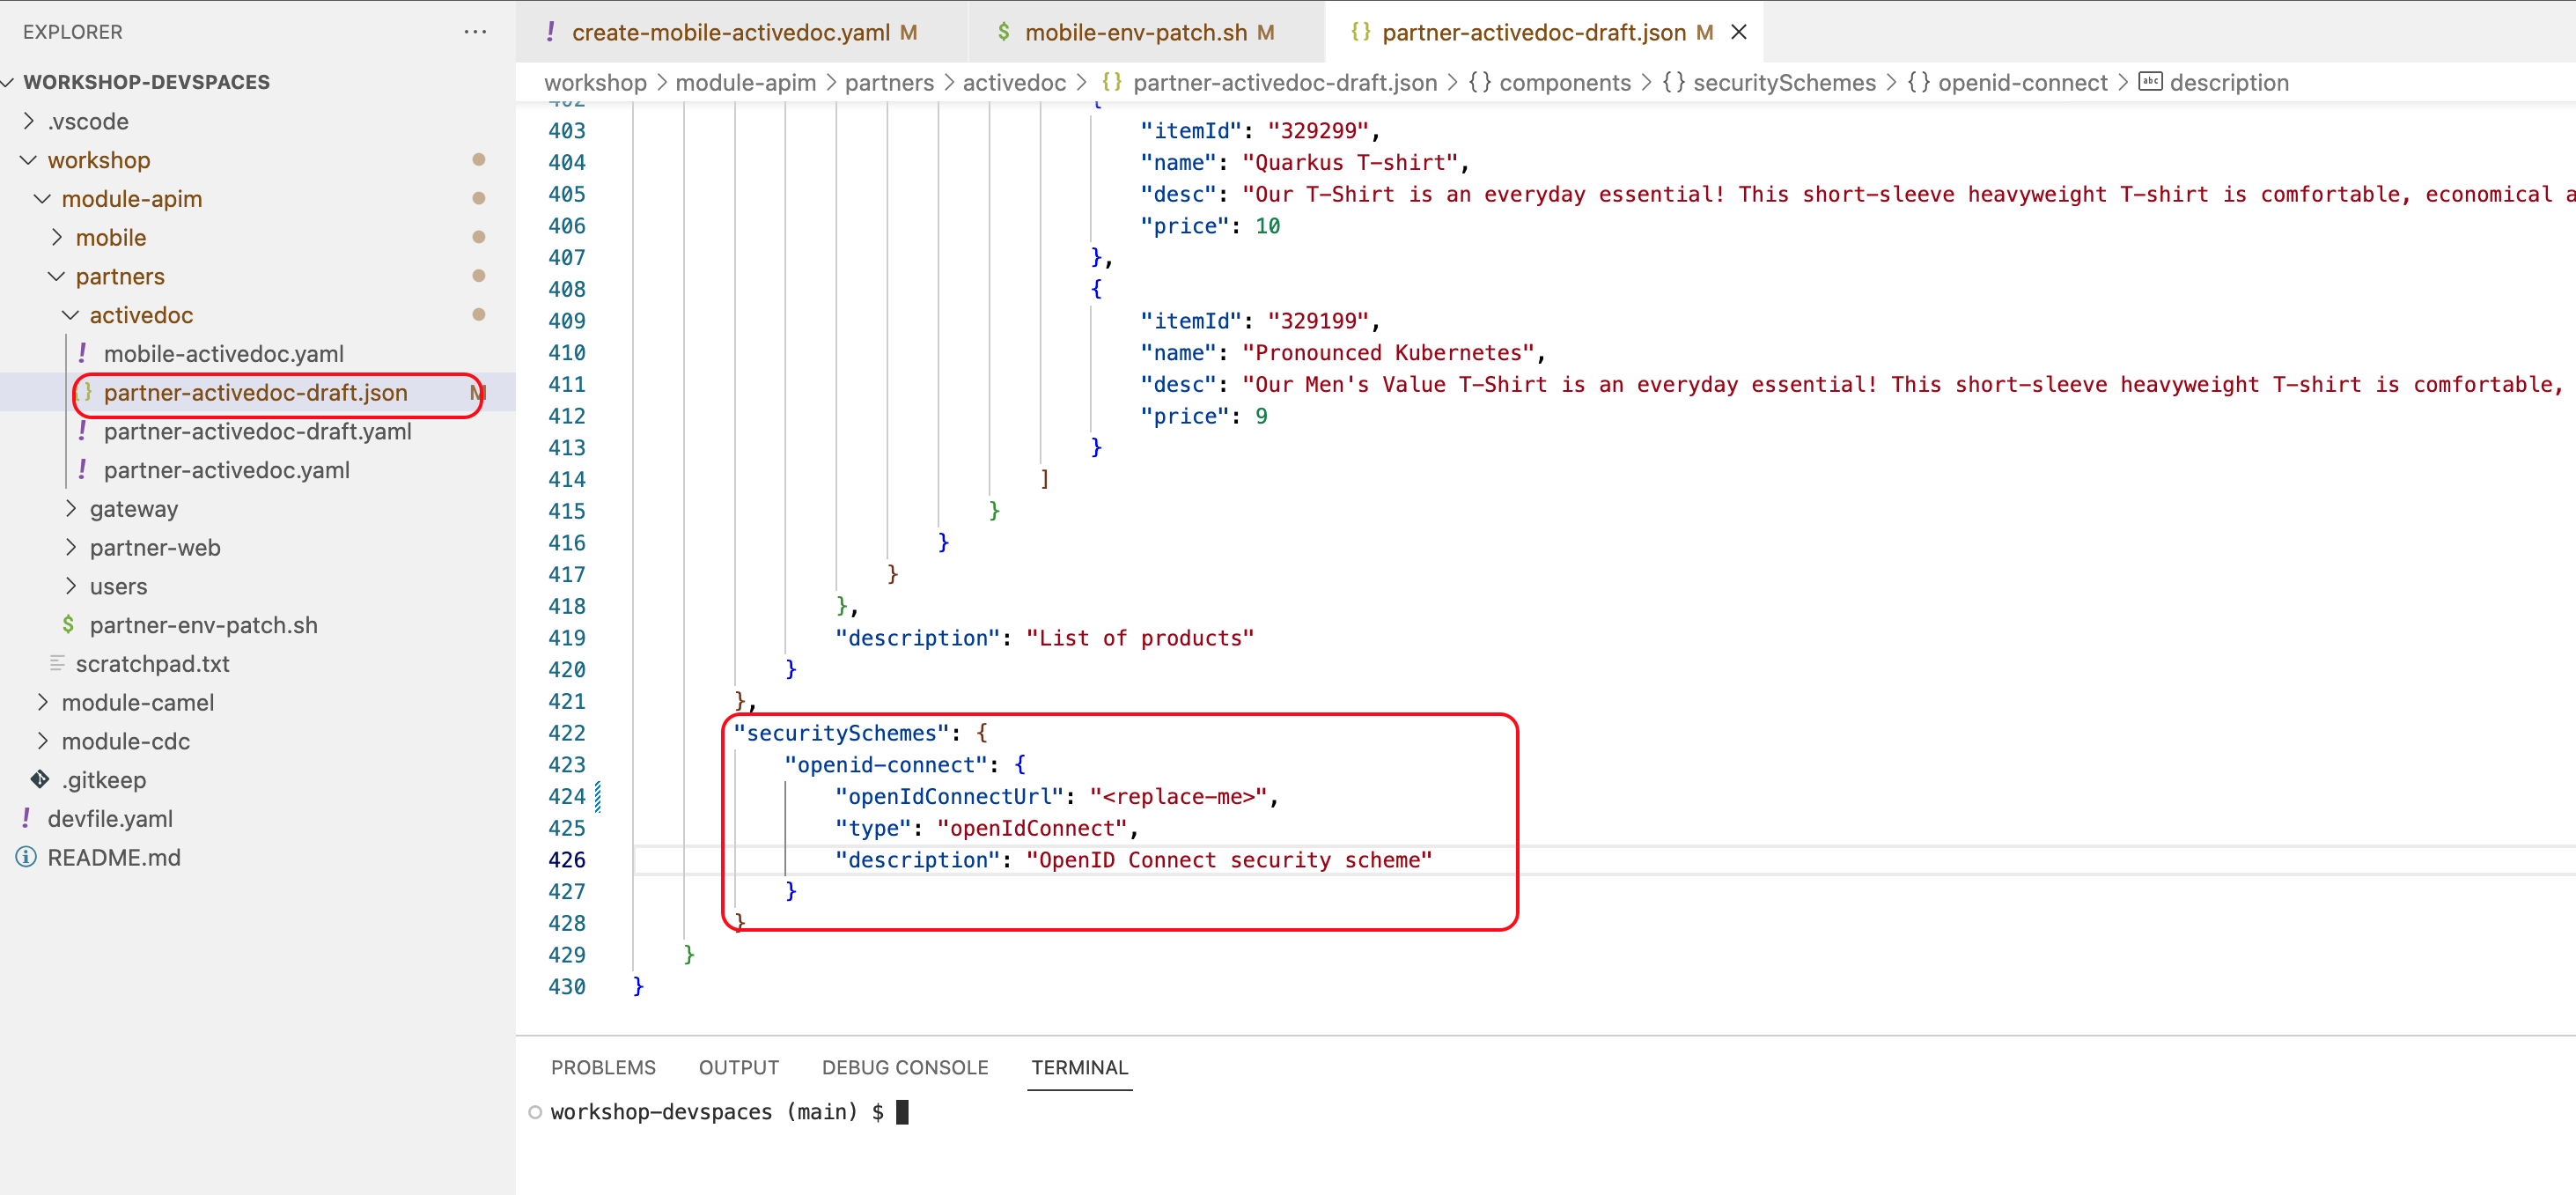 EXPLORER
WORKSHOP-DEVSPACES
.vscode
workshop
module-apim
mobile
partners
activedoc
! mobile-activedoc.yaml
{} partner-activedoc-draft.json M
! partner-activedoc-draft.yaml
! partner-activedoc.yaml
gateway
partner-web
users
$ partner-env-patch.sh
scratchpad.txt
module-camel
module-cdc
.gitkeep
! devfile.yaml
README.md
! create-mobile-activedoc.yaml M
$ mobile-env-patch.sh M
{} partner-activedoc-draft.json M
workshop > module-apim > partners > activedoc > {} partner-activedoc-draft.json > {} components > {} securitySchemes > {} openid-connect > abc description
402 {
403 "itemId": "329299",
404 "name": "Quarkus T-shirt",
405 "desc": "Our T-Shirt is an everyday essential! This short-sleeve heavyweight T-shirt is comfortable, economical a
406 "price": 10
407 },
408 {
409 "itemId": "329199",
410 "name": "Pronounced Kubernetes",
411 "desc": "Our Men's Value T-Shirt is an everyday essential! This short-sleeve heavyweight T-shirt is comfortable,
412 "price": 9
413 }
414 ]
415 }
416 }
417 }
418 },
419 "description": "List of products"
420 }
421 },
422 "securitySchemes": {
423 "openid-connect": {
424 "openIdConnectUrl": "<replace-me>",
425 "type": "openIdConnect",
426 "description": "OpenID Connect security scheme"
427 }
428 }
429 }
430 }
PROBLEMS OUTPUT DEBUG CONSOLE TERMINAL
workshop-devspaces (main) $